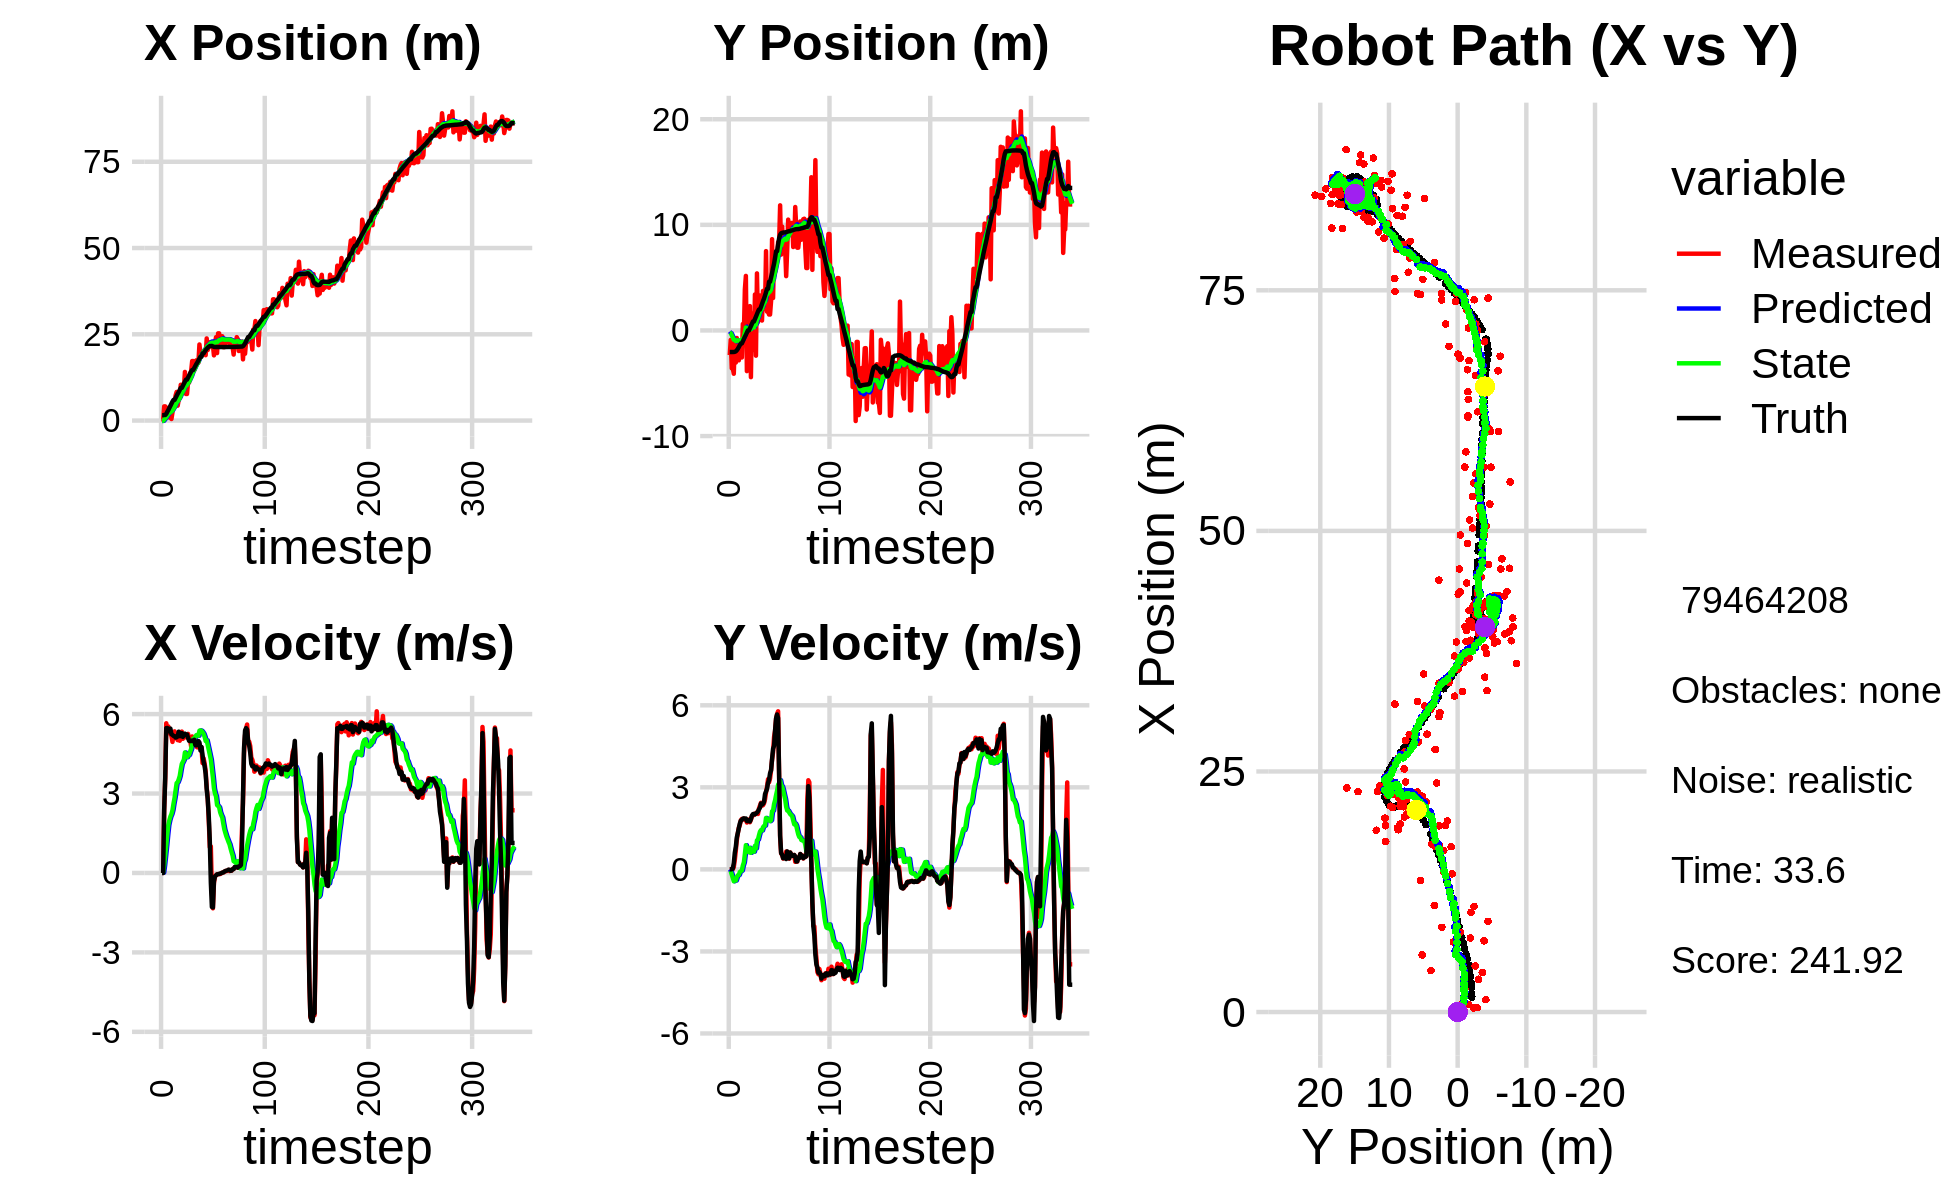 X Position (m)
75
50
25
0
0
100
200
300
timestep
Y Position (m)
20
10
0
-10
0
100
200
300
timestep
X Velocity (m/s)
6
3
0
-3
-6
0
100
200
300
timestep
Y Velocity (m/s)
6
3
0
-3
-6
0
100
200
300
timestep
Robot Path (X vs Y)
X Position (m)
75
50
25
0
20 10 0 -10 -20
Y Position (m)
variable
Measured
Predicted
State
Truth
79464208
Obstacles: none
Noise: realistic
Time: 33.6
Score: 241.92